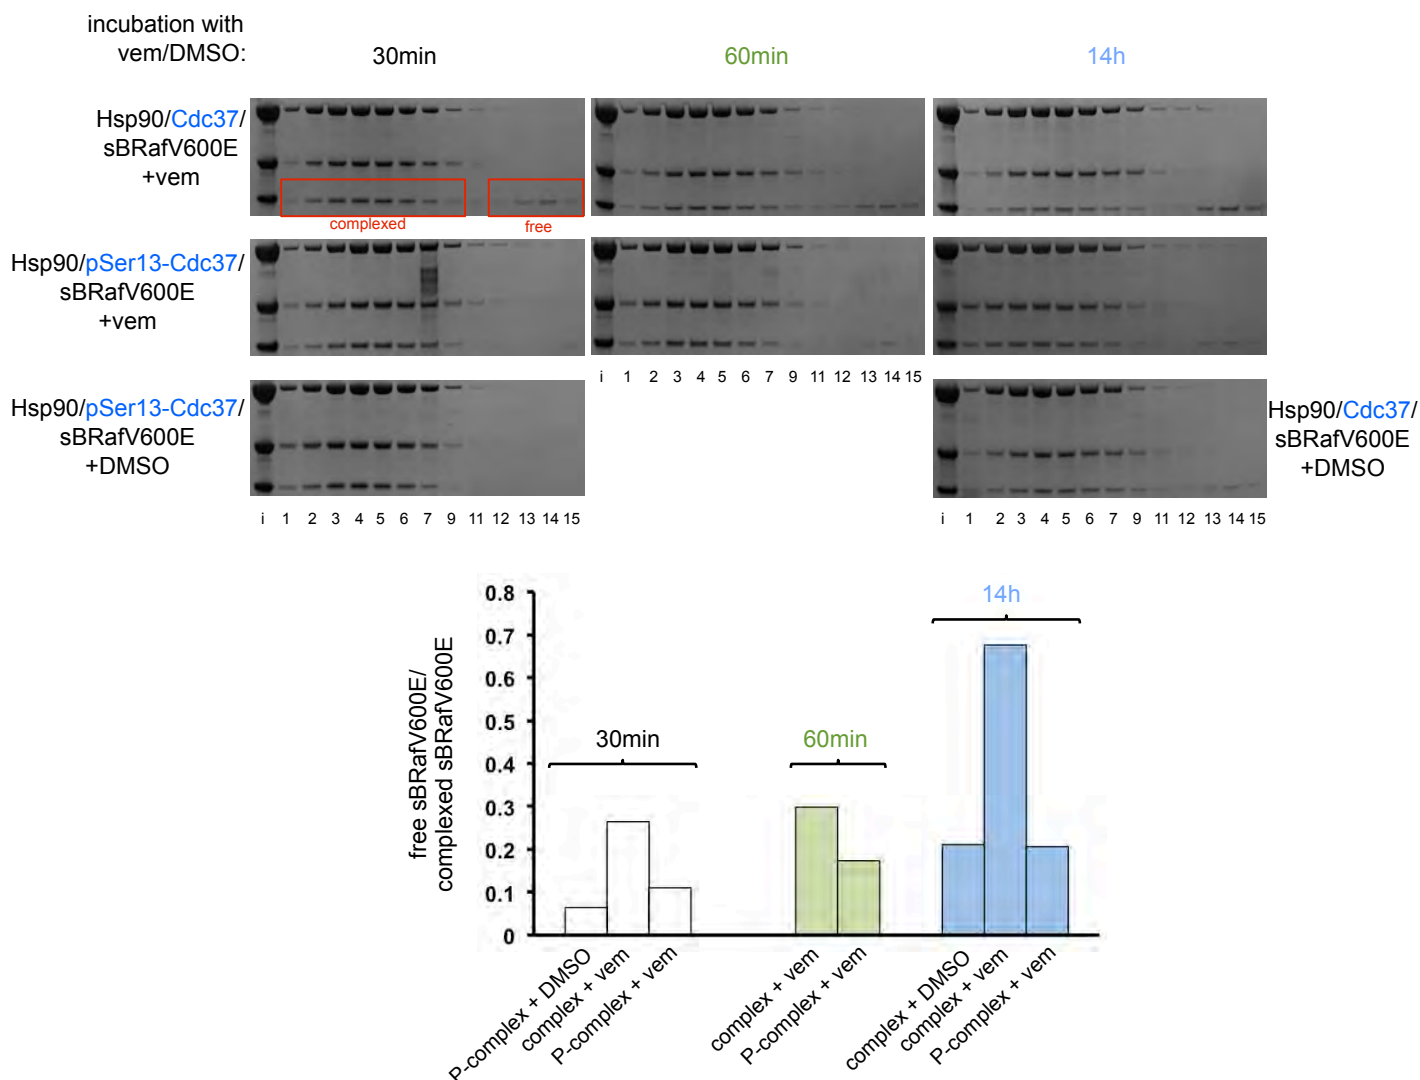 incubation with
vem/DMSO:
30min
60min
14h
Hsp90/Cdc37/
sBRafV600E
+vem
complexed
free
Hsp90/pSer13-Cdc37/
sBRafV600E
+vem
i 1 2 3 4 5 6 7 9 11 12 13 14 15
Hsp90/pSer13-Cdc37/
sBRafV600E
+DMSO
Hsp90/Cdc37/
sBRafV600E
+DMSO
i 1 2 3 4 5 6 7 9 11 12 13 14 15
i 1 2 3 4 5 6 7 9 11 12 13 14 15
free sBRafV600E/
complexed sBRafV600E
0.8
0.7
0.6
0.5
0.4
0.3
0.2
0.1
0
30min
60min
14h
P-complex + DMSO
complex + vem
P-complex + vem
complex + vem
P-complex + vem
complex + DMSO
complex + vem
P-complex + vem